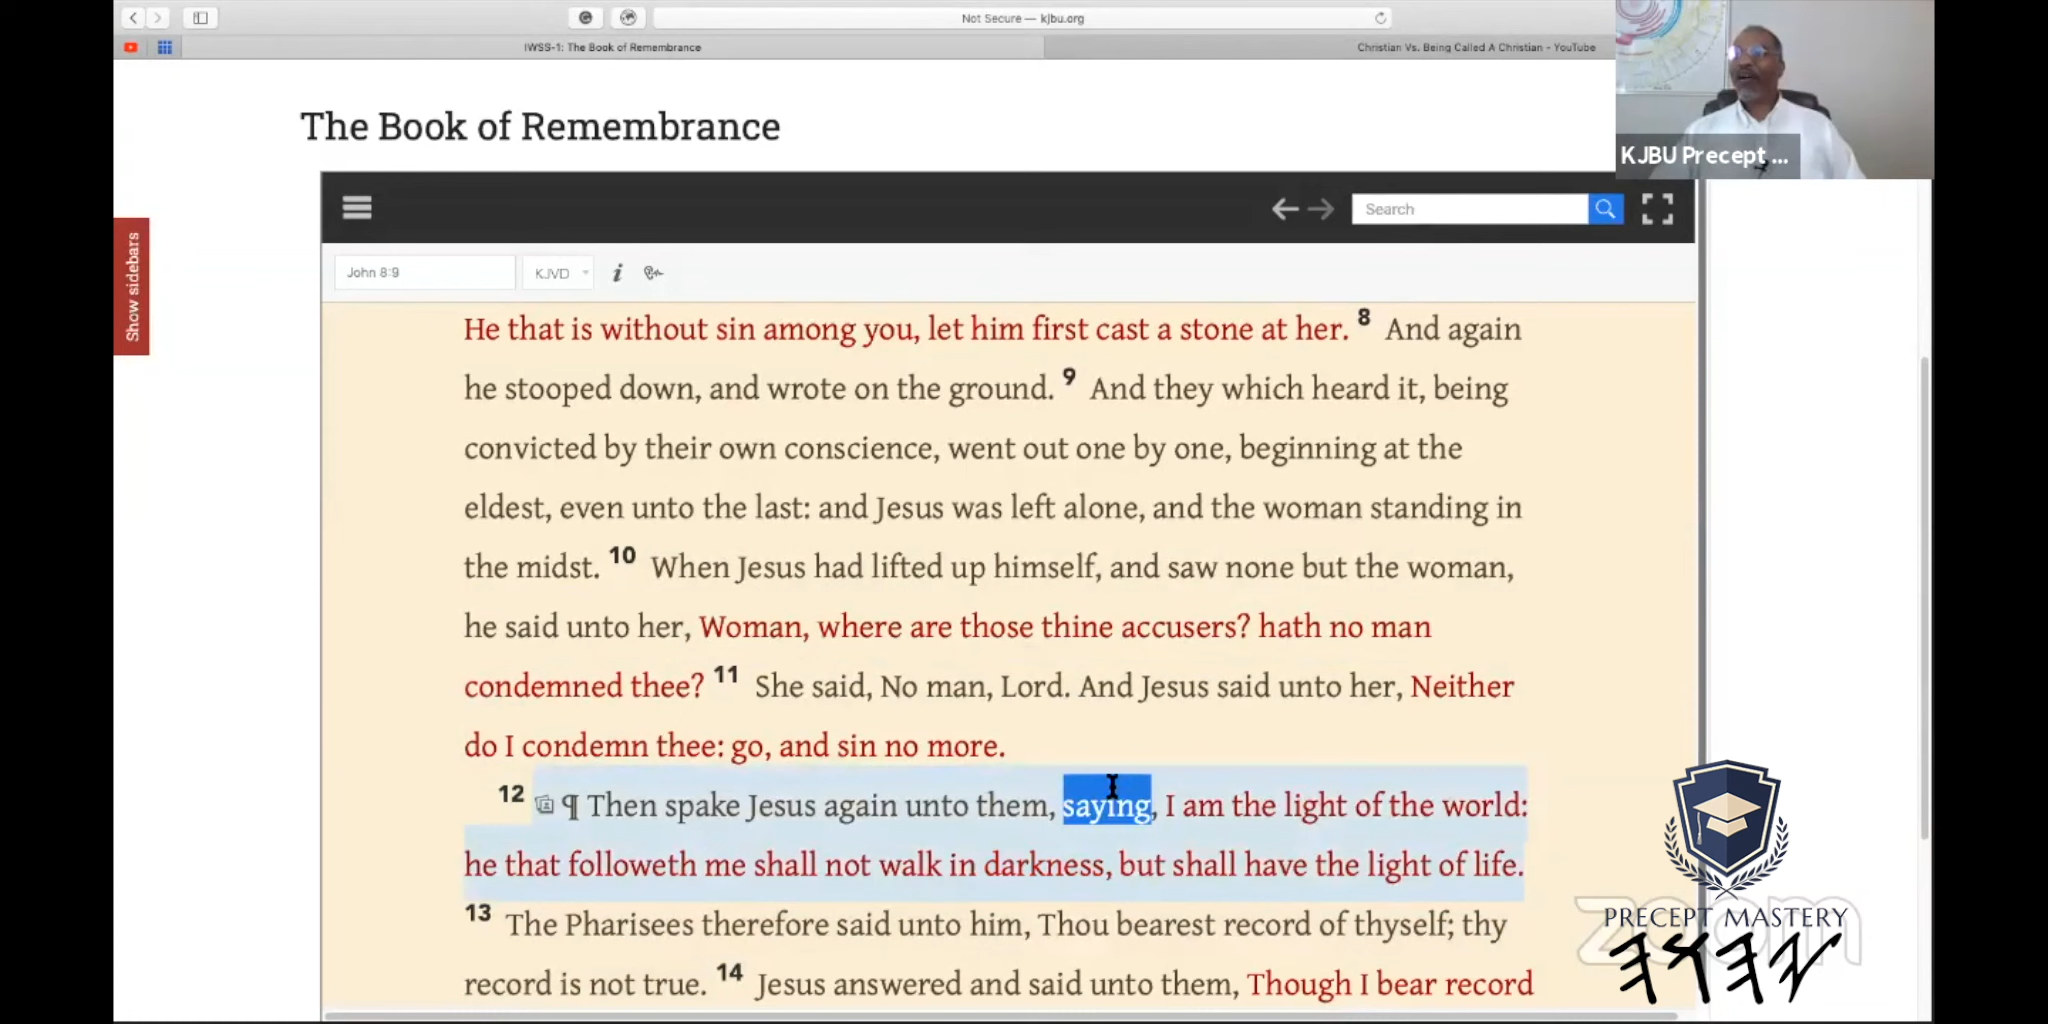 Not Secure — kjbu.org
IWSS-1: The Book of Remembrance
Christian Vs. Being Called A Christian - YouTube
KJBU Precept ...
The Book of Remembrance
Search
Show sidebars
John 8:9
KJVD
i
He that is without sin among you, let him first cast a stone at her. 8 And again
he stooped down, and wrote on the ground. 9 And they which heard it, being
convicted by their own conscience, went out one by one, beginning at the
eldest, even unto the last: and Jesus was left alone, and the woman standing in
the midst. 10 When Jesus had lifted up himself, and saw none but the woman,
he said unto her, Woman, where are those thine accusers? hath no man
condemned thee? 11 She said, No man, Lord. And Jesus said unto her, Neither
do I condemn thee: go, and sin no more.
12 ¶ Then spake Jesus again unto them, saying, I am the light of the world:
he that followeth me shall not walk in darkness, but shall have the light of life.
13 The Pharisees therefore said unto him, Thou bearest record of thyself; thy
record is not true. 14 Jesus answered and said unto them, Though I bear record
PRECEPT MASTERY
zoom